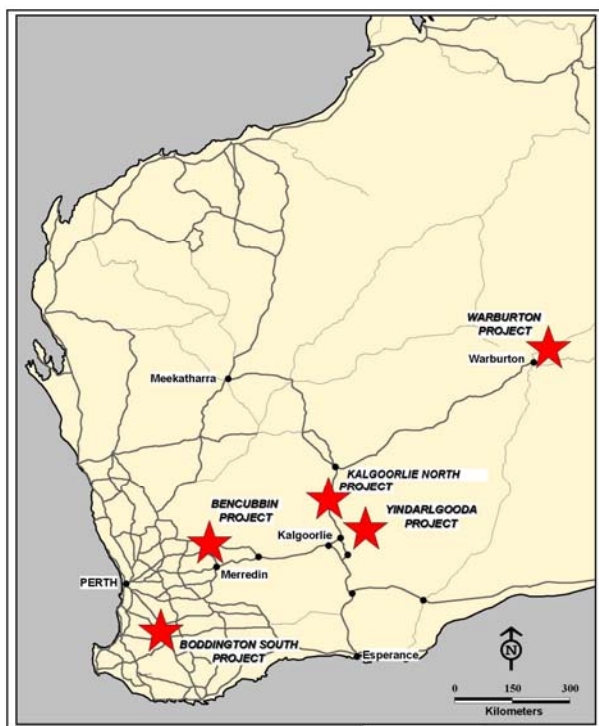 WARBURTON
PROJECT
Warburton
Meekatharra
KALGOORLIE NORTH
PROJECT
BENCUBBIN
PROJECT
YINDARLGOODA
PROJECT
Kalgoorlie
Merredin
PERTH
BODDINGTON SOUTH
PROJECT
Esperance
N
0 150 300
Kilometers